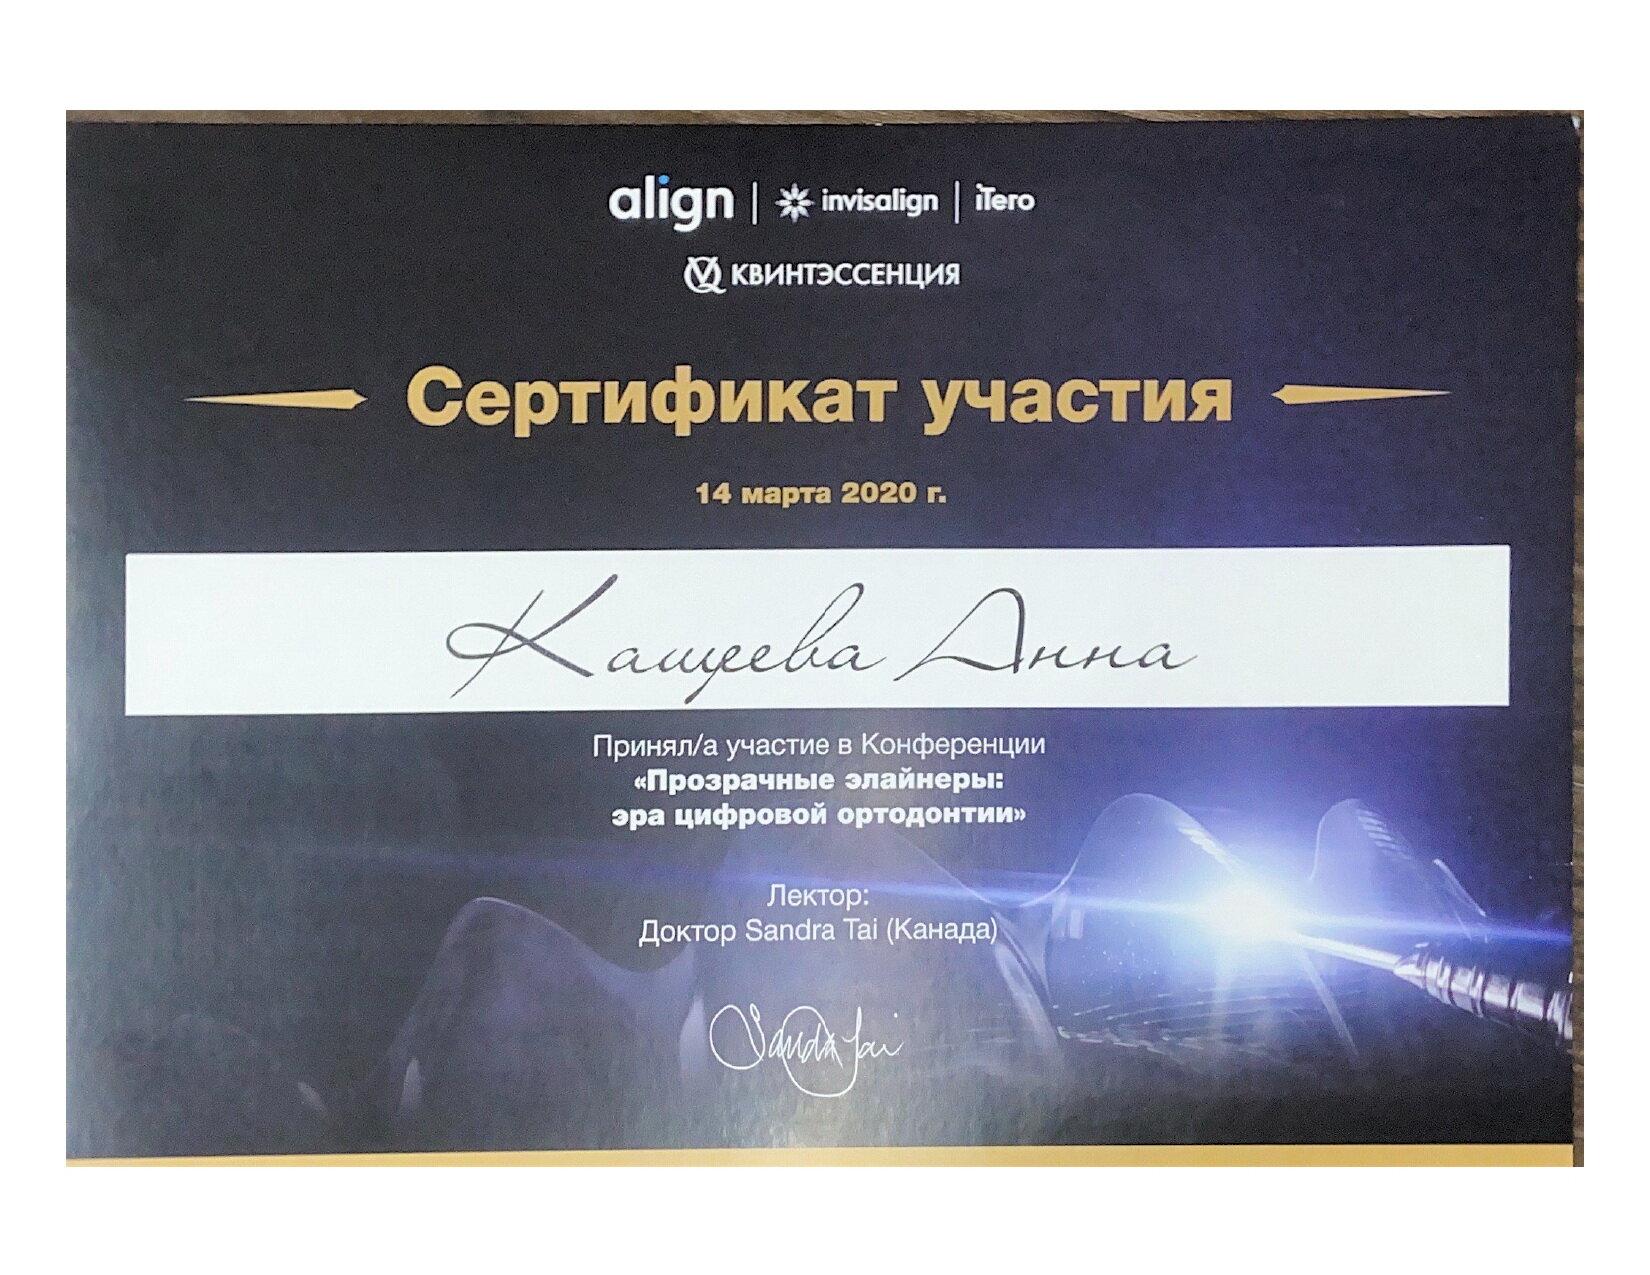 align | invisalign | iTero
КВИНТЭССЕНЦИЯ
Сертификат участия
14 марта 2020 г.
Кащеева Анна
Принял/а участие в Конференции
«Прозрачные элайнеры:
эра цифровой ортодонтии»
Лектор:
Доктор Sandra Tai (Канада)
Sandra Tai